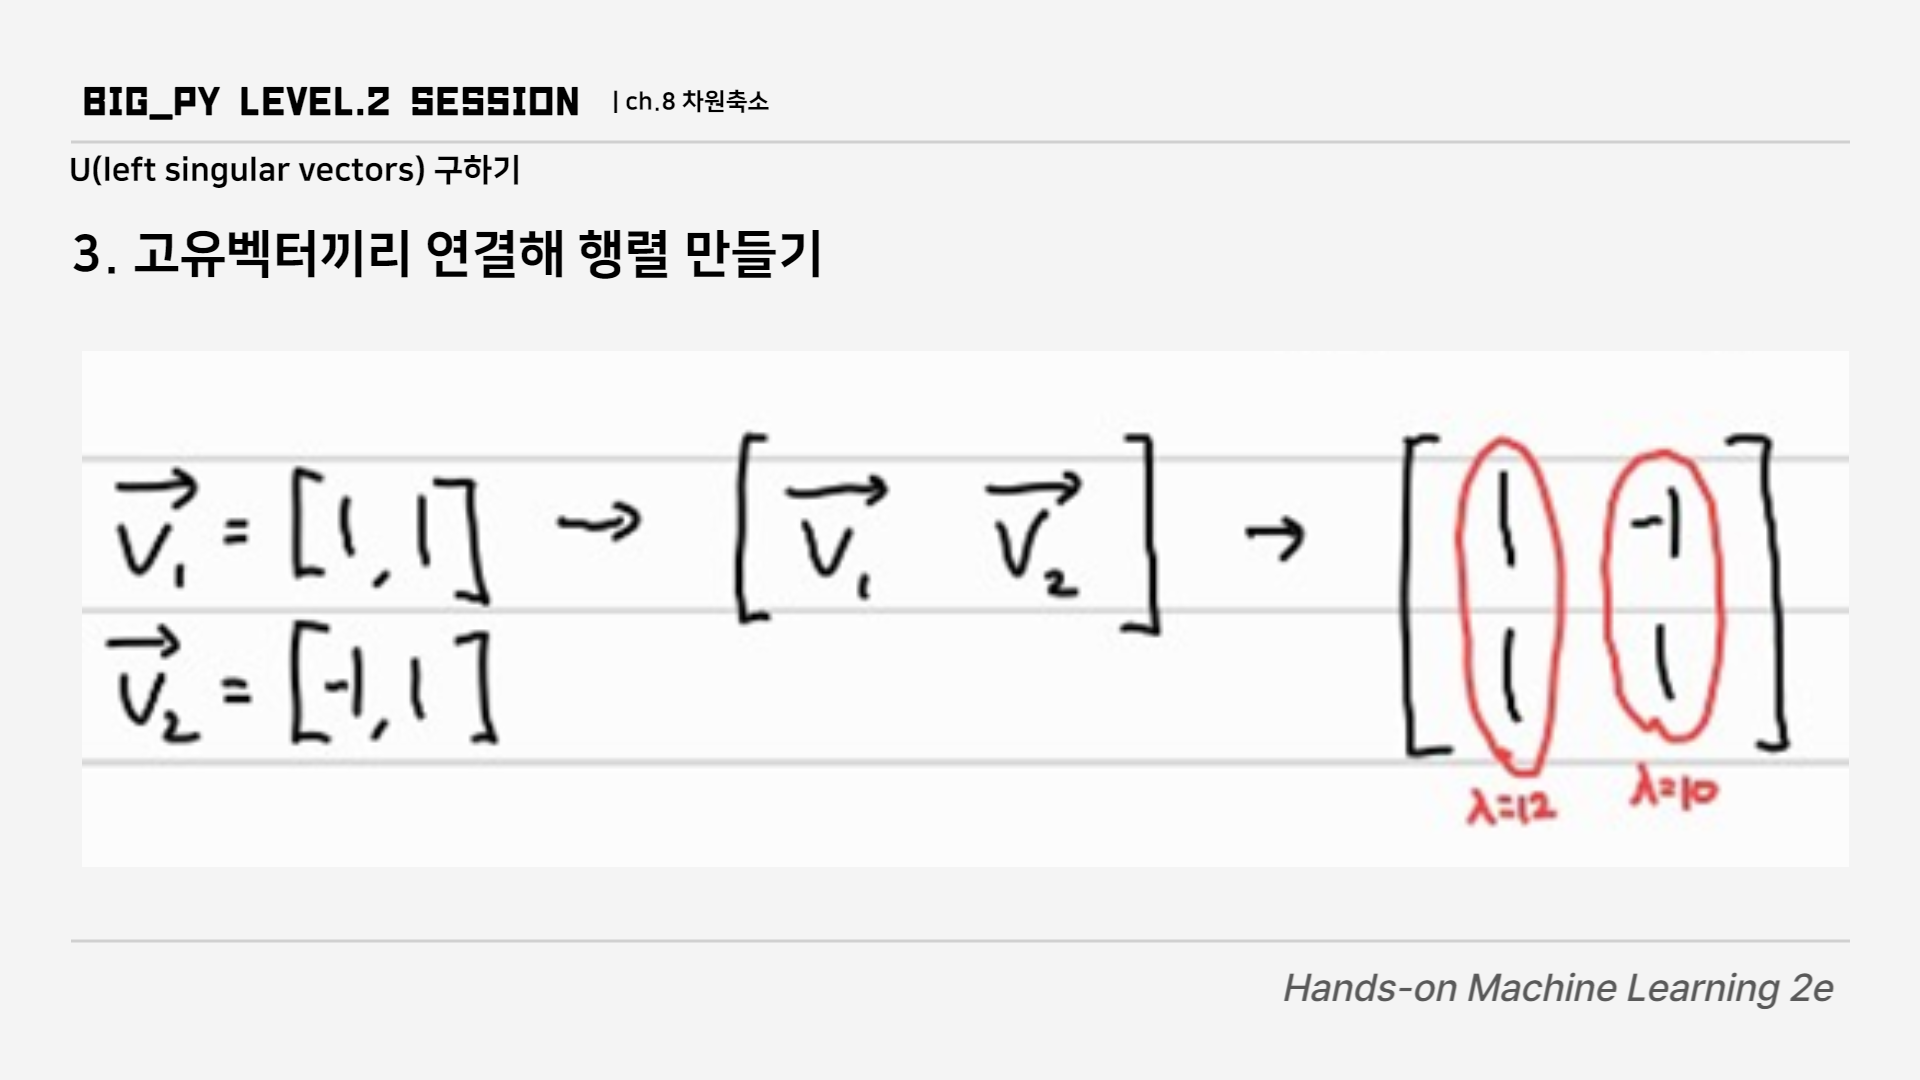 BIG_PY LEVEL.2 SESSION | ch.8 차원축소
U(left singular vectors) 구하기
3. 고유벡터끼리 연결해 행렬 만들기
V₁ = [1, 1] → [V₁ V₂] → [1 -1
V₂ = [-1, 1] 1 1]
λ=12 λ=10
Hands-on Machine Learning 2e